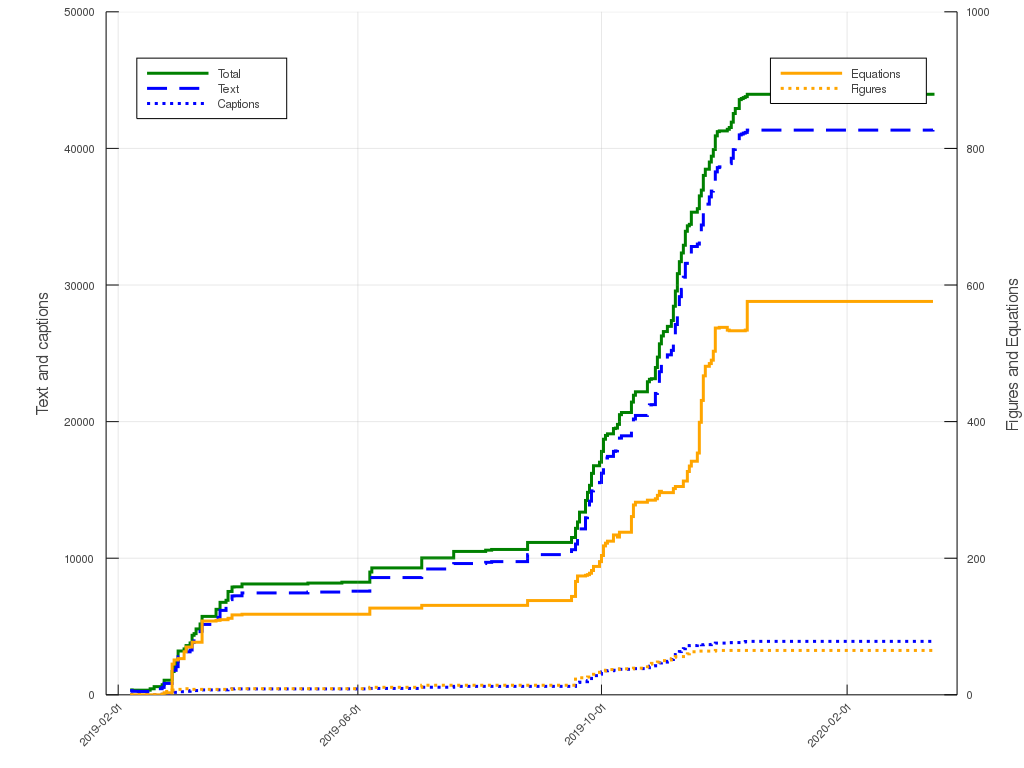 50000
40000
30000
20000
10000
0
Text and captions
Total
Text
Captions
Equations
Figures
1000
800
600
400
200
0
Figures and Equations
2019-02-01
2019-06-01
2019-10-01
2020-02-01